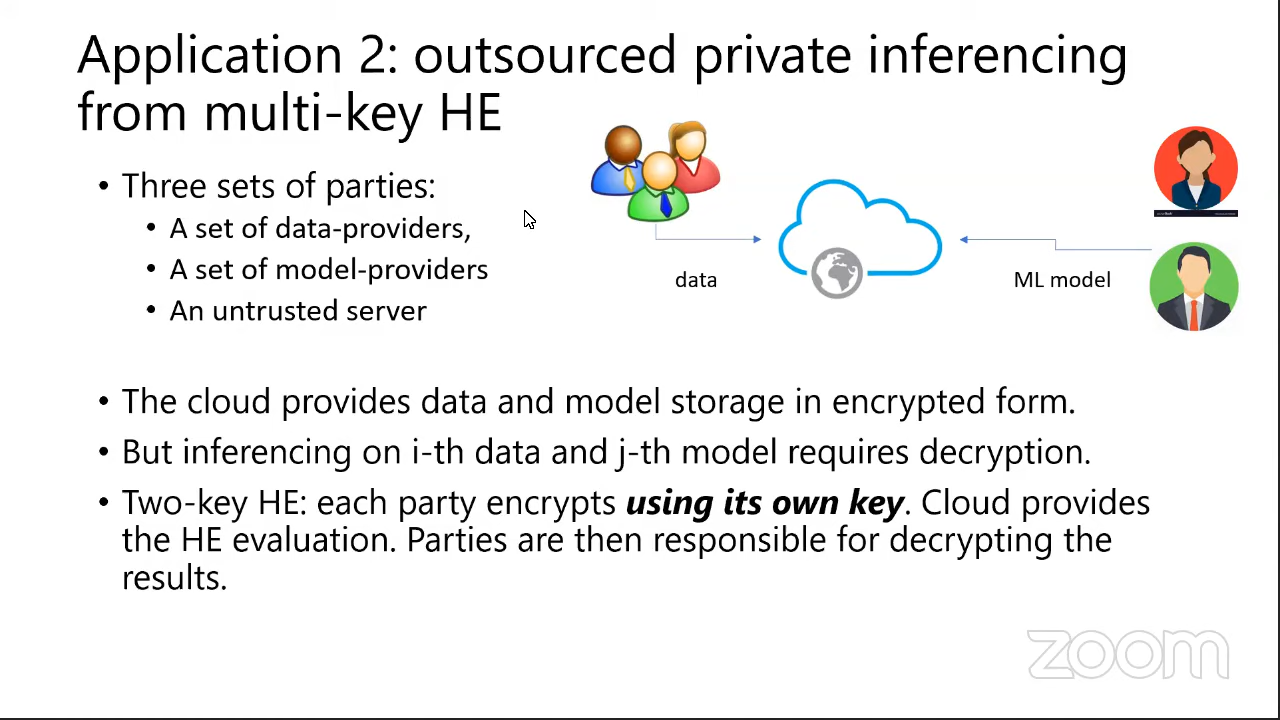 Application 2: outsourced private inferencing
from multi-key HE
• Three sets of parties:
• A set of data-providers,
• A set of model-providers
• An untrusted server
data
ML model
• The cloud provides data and model storage in encrypted form.
• But inferencing on i-th data and j-th model requires decryption.
• Two-key HE: each party encrypts using its own key. Cloud provides
the HE evaluation. Parties are then responsible for decrypting the
results.
zoom